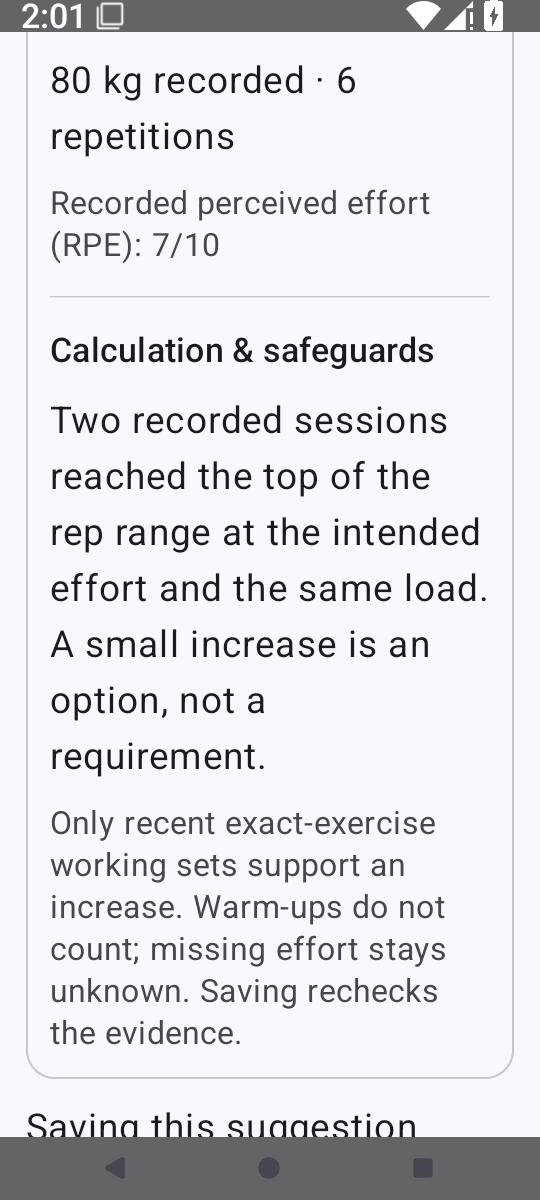 2:01
80 kg recorded · 6
repetitions
Recorded perceived effort
(RPE): 7/10
Calculation & safeguards
Two recorded sessions
reached the top of the
rep range at the intended
effort and the same load.
A small increase is an
option, not a
requirement.
Only recent exact-exercise
working sets support an
increase. Warm-ups do not
count; missing effort stays
unknown. Saving rechecks
the evidence.
Saving this suggestion